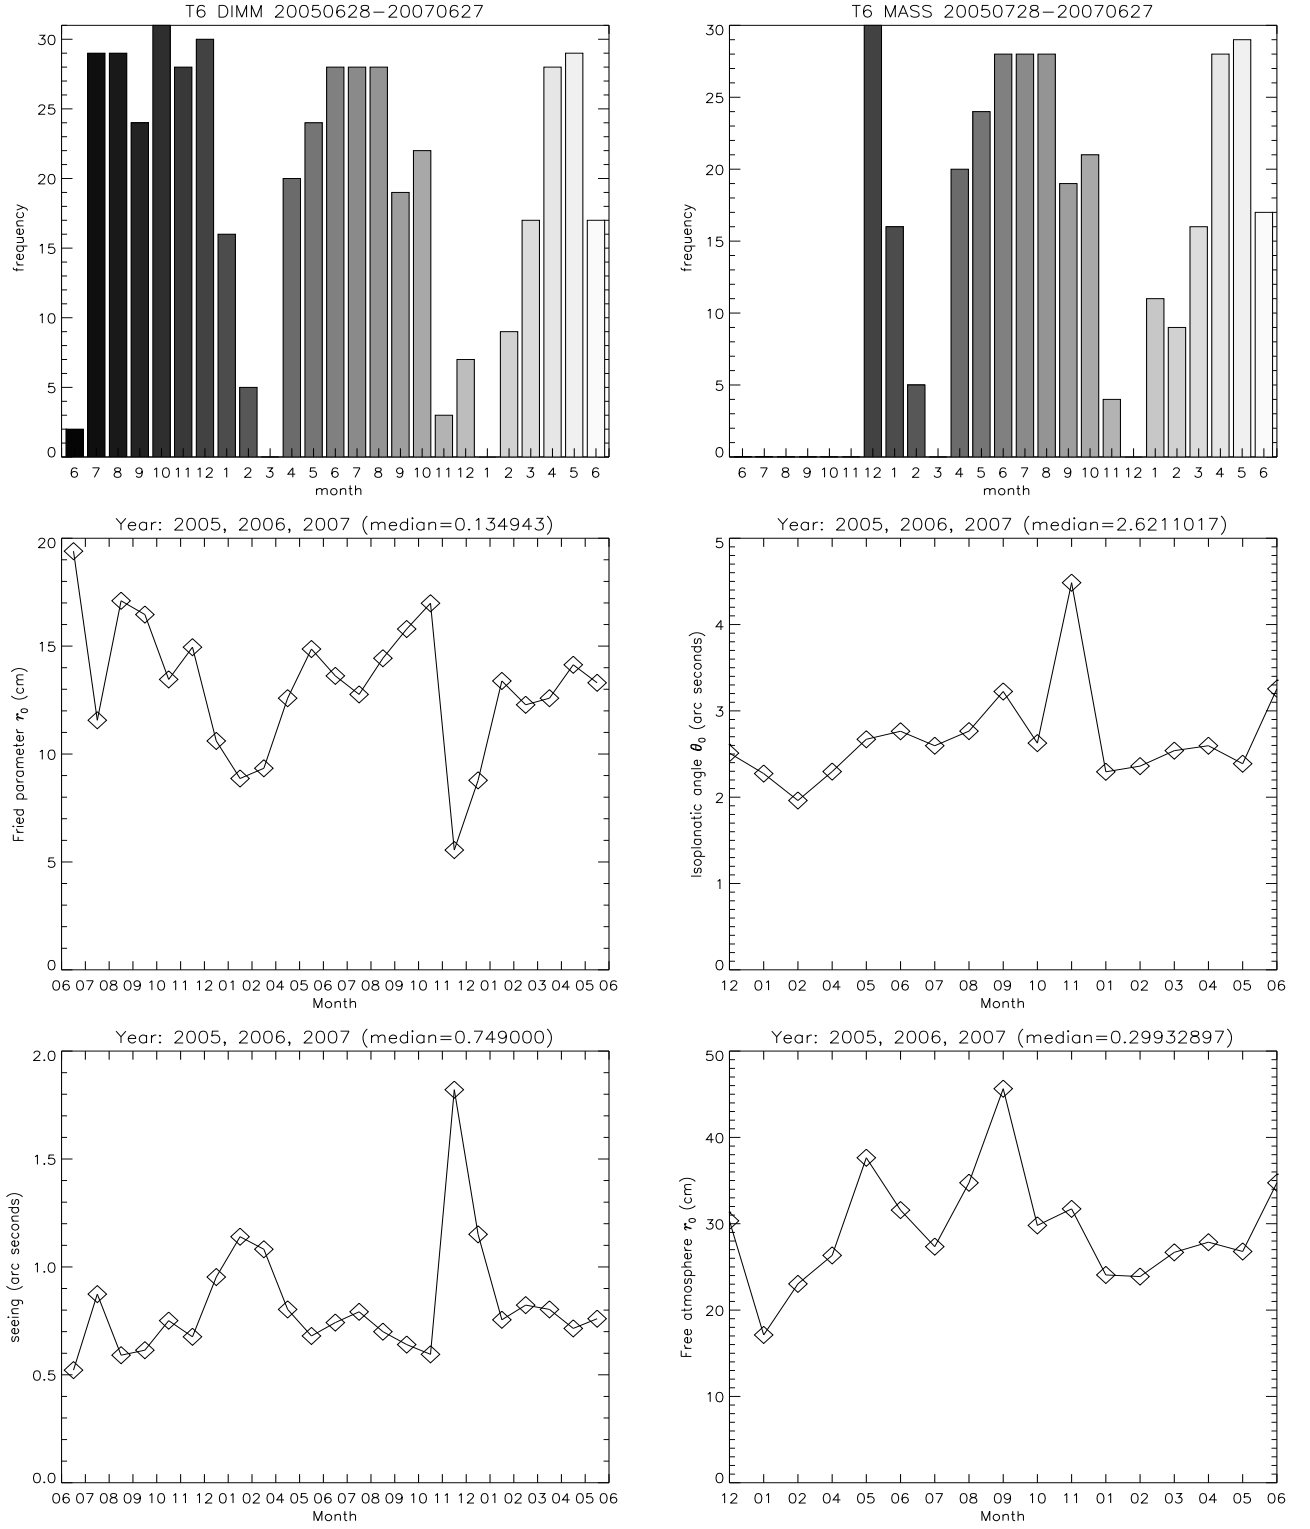 T6 DIMM 20050628−20070627
30
25
20
15
10
5
0
frequency
6 7 8 9 10 11 12 1 2 3 4 5 6 7 8 9 10 11 12 1 2 3 4 5 6
month
T6 MASS 20050728−20070627
30
25
20
15
10
5
0
frequency
6 7 8 9 10 11 12 1 2 3 4 5 6 7 8 9 10 11 12 1 2 3 4 5 6
month
Year: 2005, 2006, 2007 (median=0.134943)
20
15
10
5
0
Fried parameter r₀ (cm)
06 07 08 09 10 11 12 01 02 04 05 06 07 08 09 10 11 12 01 02 03 04 05 06
Month
Year: 2005, 2006, 2007 (median=2.6211017)
5
4
3
2
1
0
Isoplanatic angle θ₀ (arc seconds)
12 01 02 04 05 06 07 08 09 10 11 01 02 03 04 05 06
Month
Year: 2005, 2006, 2007 (median=0.749000)
2.0
1.5
1.0
0.5
0.0
seeing (arc seconds)
06 07 08 09 10 11 12 01 02 04 05 06 07 08 09 10 11 12 01 02 03 04 05 06
Month
Year: 2005, 2006, 2007 (median=0.29932897)
50
40
30
20
10
0
Free atmosphere r₀ (cm)
12 01 02 04 05 06 07 08 09 10 11 01 02 03 04 05 06
Month